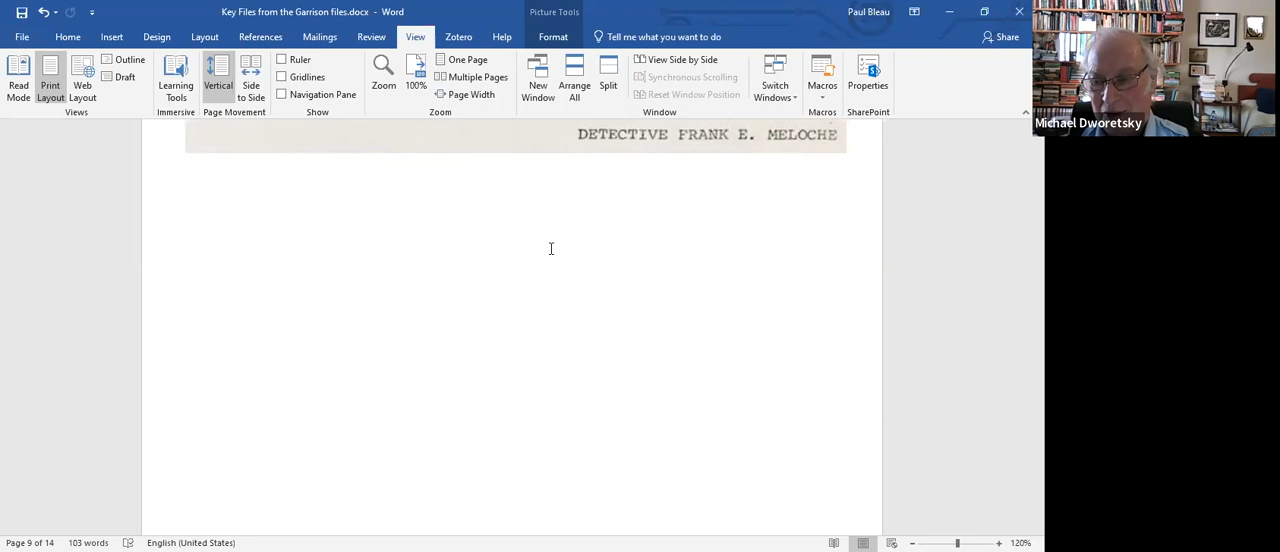 Key Files from the Garrison files.docx - Word
Picture Tools
Paul Bleau
File
Home
Insert
Design
Layout
References
Mailings
Review
View
Zotero
Help
Format
Tell me what you want to do
Share
Read Mode
Print Layout
Web Layout
Outline
Draft
Views
Learning Tools
Immersive
Vertical
Side to Side
Page Movement
Ruler
Gridlines
Navigation Pane
Show
Zoom
100%
One Page
Multiple Pages
Page Width
Zoom
New Window
Arrange All
Split
View Side by Side
Synchronous Scrolling
Reset Window Position
Switch Windows
Window
Macros
Macros
Properties
SharePoint
Michael Dworetsky
DETECTIVE FRANK E. MELOCHE
Page 9 of 14
103 words
English (United States)
120%